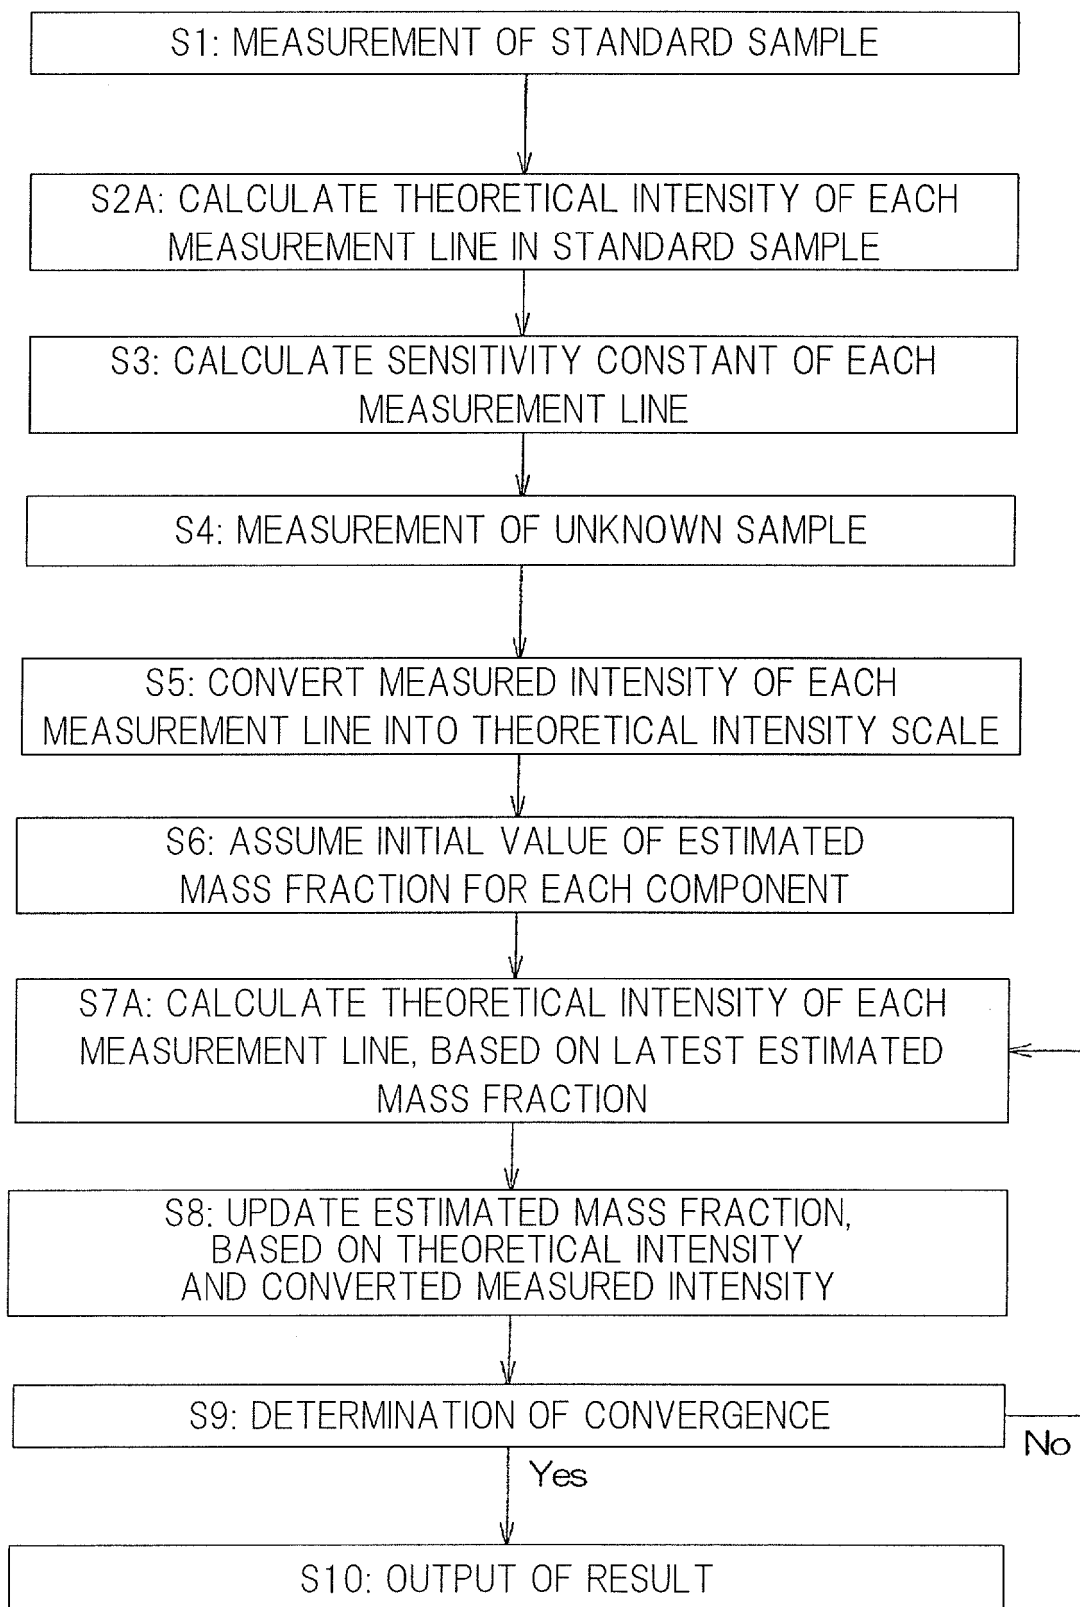 S1: MEASUREMENT OF STANDARD SAMPLE
S2A: CALCULATE THEORETICAL INTENSITY OF EACH
MEASUREMENT LINE IN STANDARD SAMPLE
S3: CALCULATE SENSITIVITY CONSTANT OF EACH
MEASUREMENT LINE
S4: MEASUREMENT OF UNKNOWN SAMPLE
S5: CONVERT MEASURED INTENSITY OF EACH
MEASUREMENT LINE INTO THEORETICAL INTENSITY SCALE
S6: ASSUME INITIAL VALUE OF ESTIMATED
MASS FRACTION FOR EACH COMPONENT
S7A: CALCULATE THEORETICAL INTENSITY OF EACH
MEASUREMENT LINE, BASED ON LATEST ESTIMATED
MASS FRACTION
S8: UPDATE ESTIMATED MASS FRACTION,
BASED ON THEORETICAL INTENSITY
AND CONVERTED MEASURED INTENSITY
S9: DETERMINATION OF CONVERGENCE
No
Yes
S10: OUTPUT OF RESULT